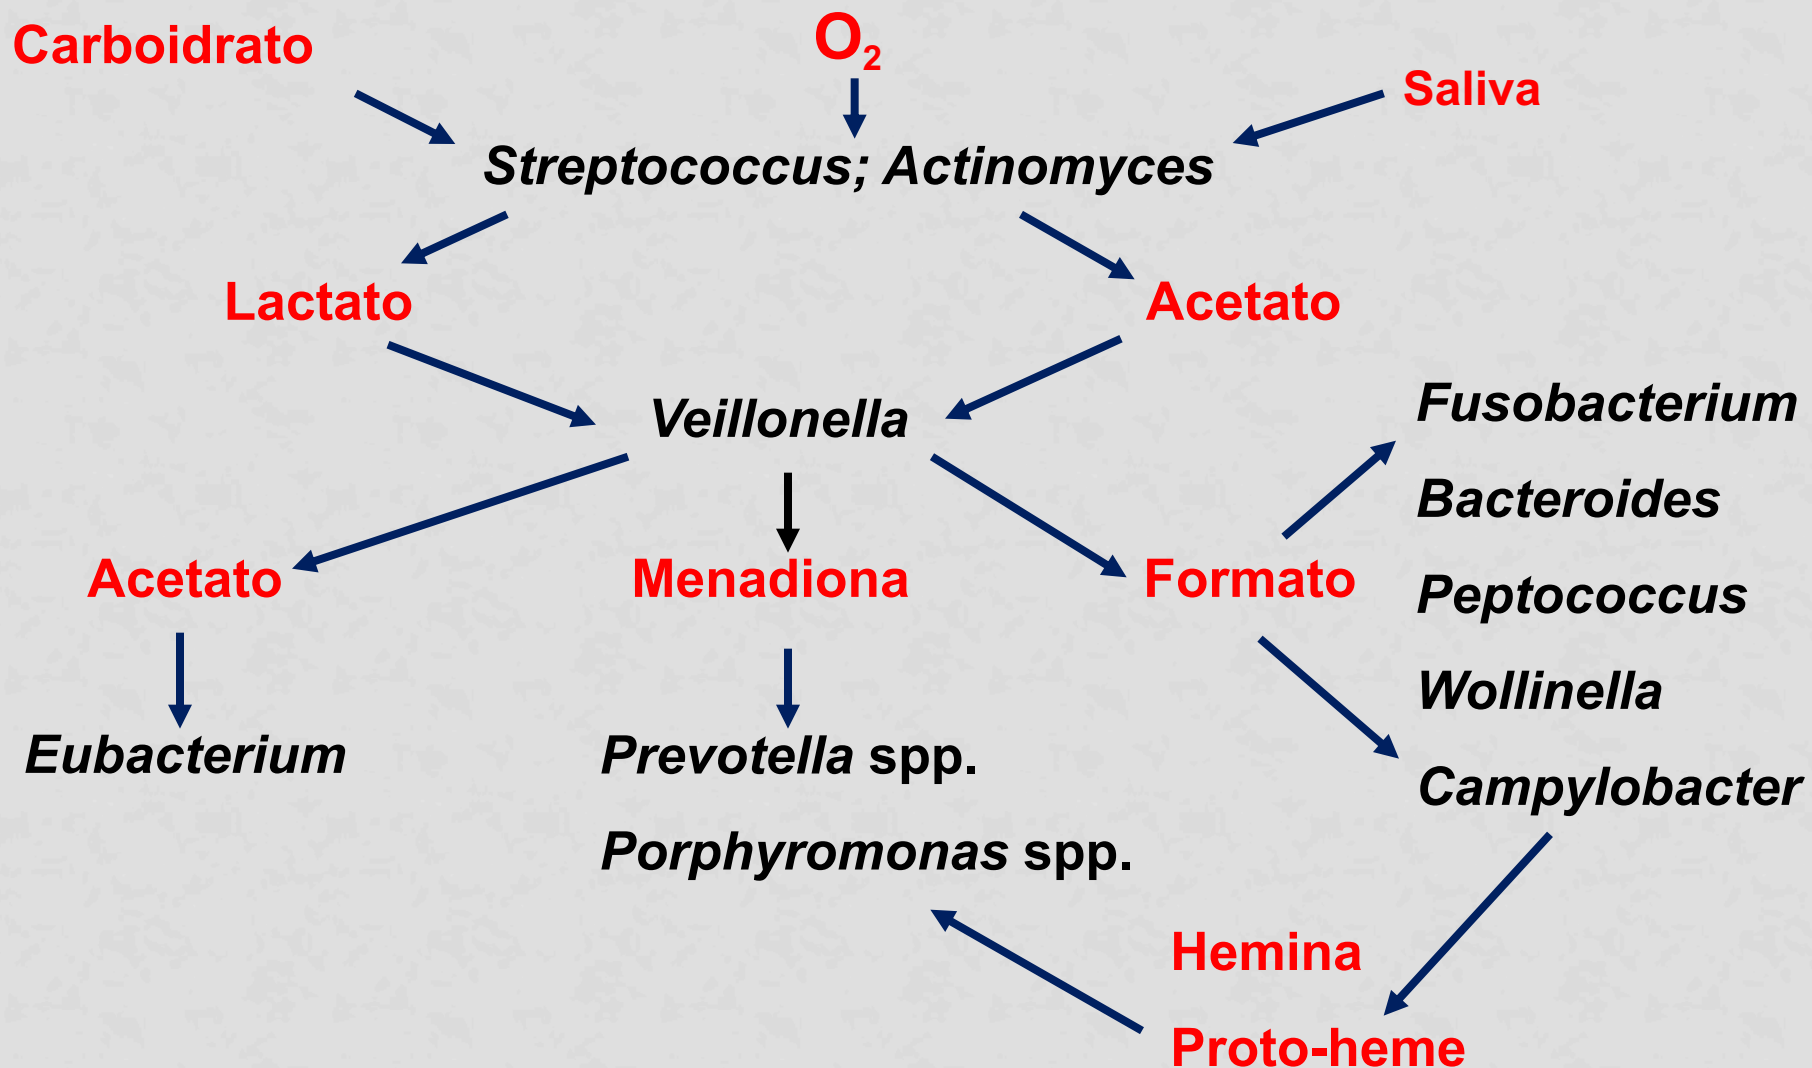 Carboidrato
O₂
Saliva
Streptococcus; Actinomyces
Lactato
Acetato
Veillonella
Fusobacterium
Bacteroides
Acetato
Menadiona
Formato
Peptococcus
Wollinella
Eubacterium
Prevotella spp.
Campylobacter
Porphyromonas spp.
Hemina
Proto-heme